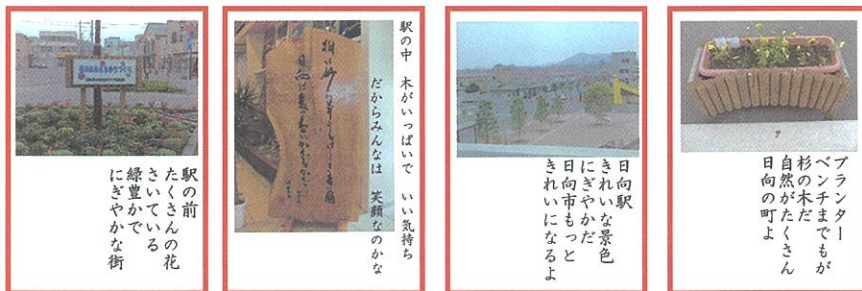 プランター
ベンチまでもが
杉の木だ
自然がたくさん
日向の町よ
日向駅
きれいな景色
にぎやかだ
日向市もっと
きれいになるよ
駅の中　木がいっぱいで　いい気持ち
だからみんなは　笑顔なのかな
駅の前
たくさんの花
さいている
緑豊かで
にぎやかな街